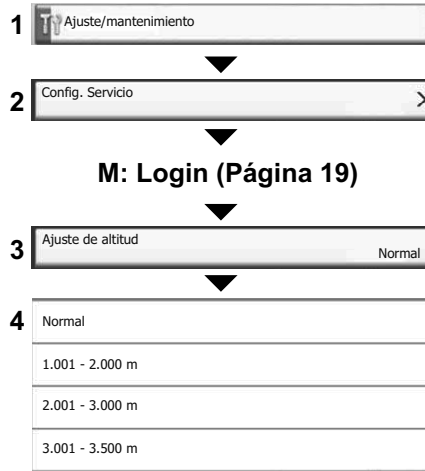 1 Ajuste/mantenimiento
2 Config. Servicio
M: Login (Página 19)
3 Ajuste de altitud Normal
4 Normal
1.001 - 2.000 m
2.001 - 3.000 m
3.001 - 3.500 m